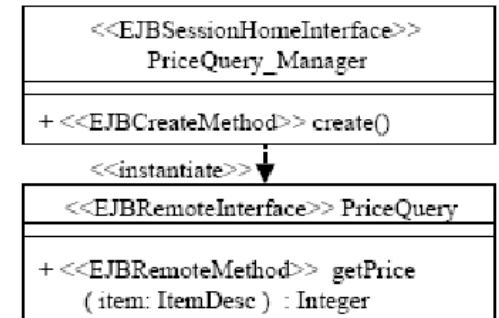 <<EJBSessionHomeInterface>>
PriceQuery_Manager
+ <<EJBCreateMethod>> create()
<<instantiate>>
<<EJBRemoteInterface>> PriceQuery
+ <<EJBRemoteMethod>> getPrice
( item: ItemDesc ) : Integer